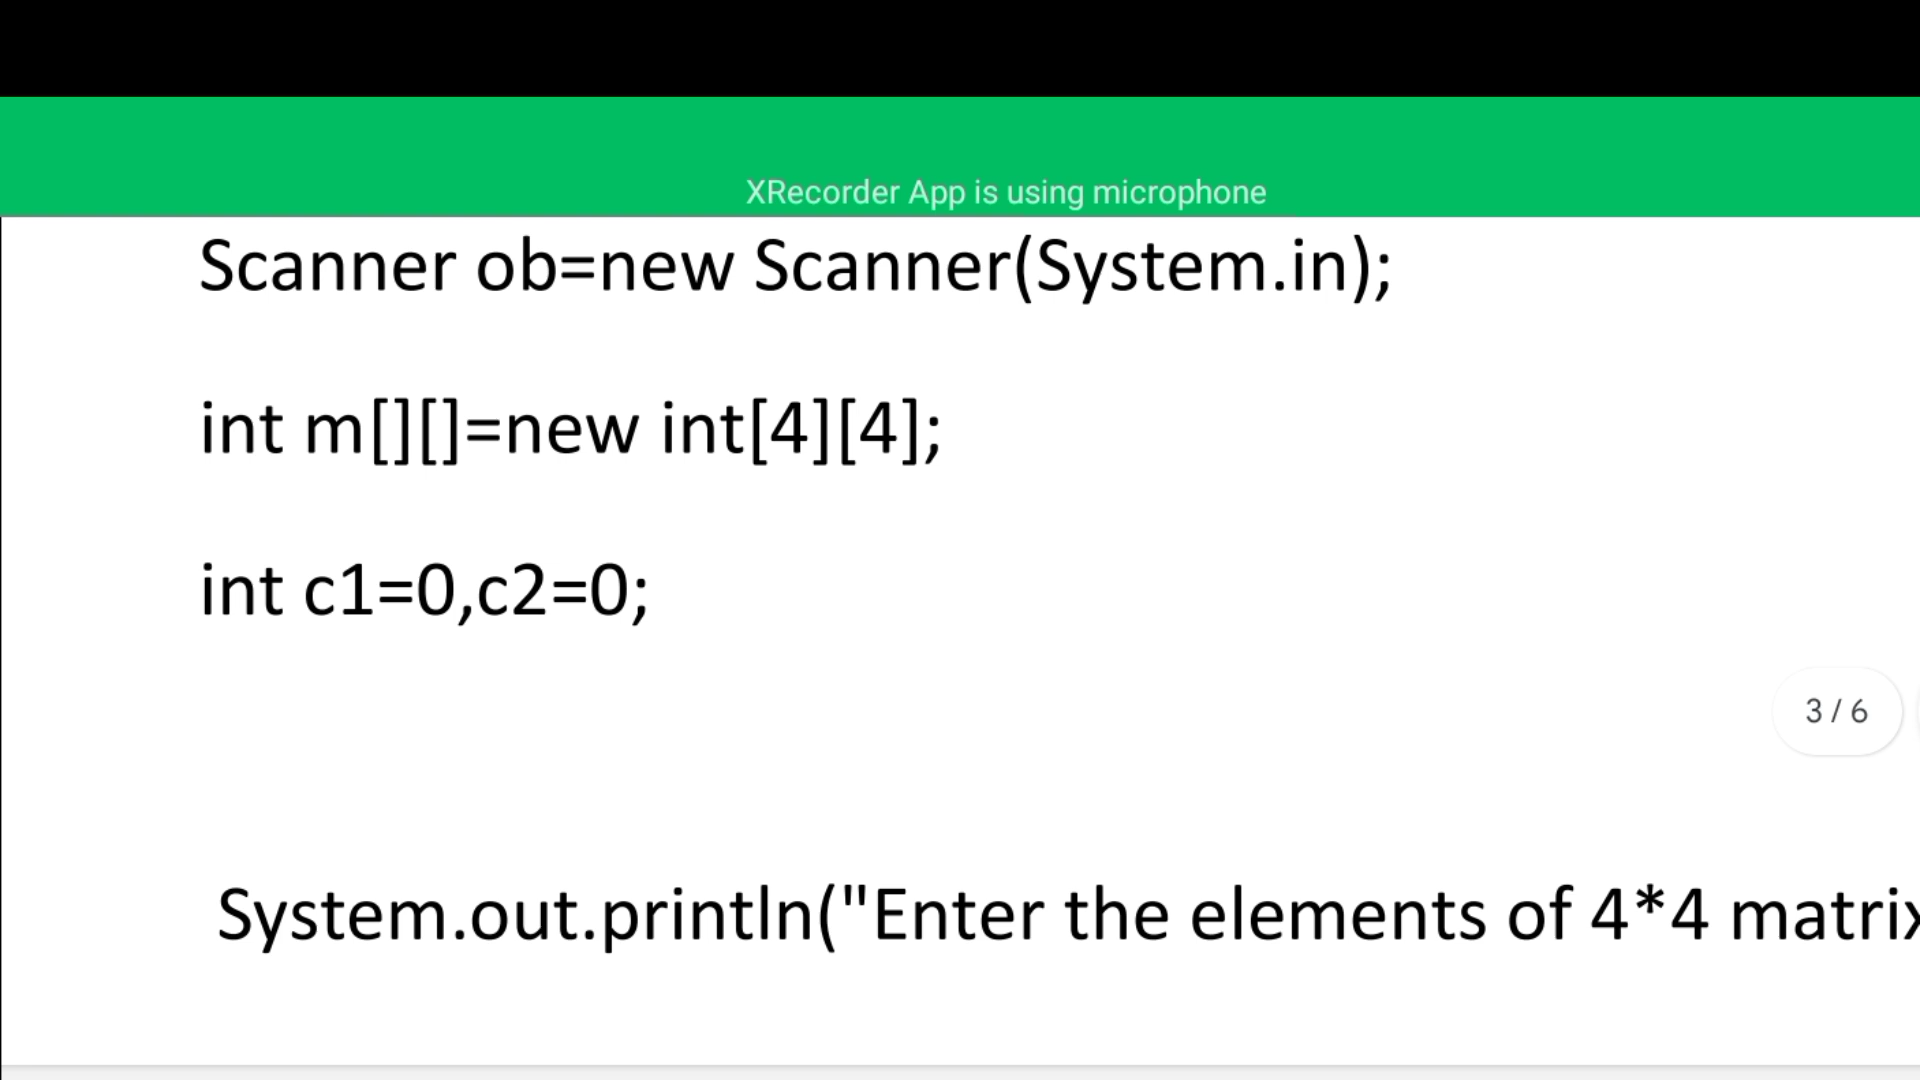 XRecorder App is using microphone
Scanner ob=new Scanner(System.in);
int m[][]=new int[4][4];
int c1=0,c2=0;
3 / 6
System.out.println("Enter the elements of 4*4 matrix